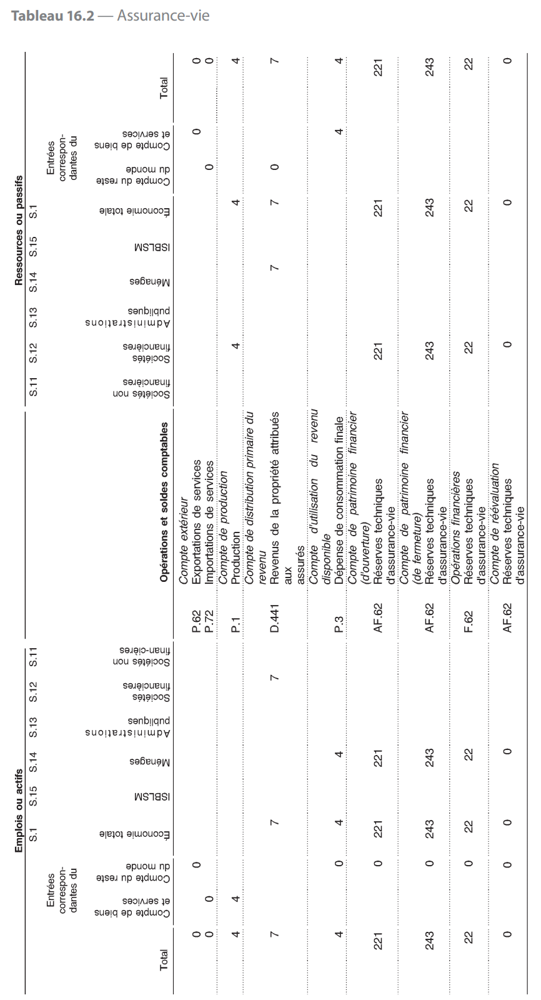 Tableau 16.2 — Assurance-vie
Emplois ou actifs
Ressources ou passifs
S.1 S.15 S.14 S.13 S.12 S.11
S.11 S.12 S.13 S.14 S.15 S.1
Entrées
correspon-
dantes du
Entrées
correspon-
dantes du
Total
Compte de biens
et services
Compte du reste
du monde
Économie totale
ISBLSM
Ménages
Administrations
publiques
Sociétés
financières
Sociétés non
finan-cières
Opérations et soldes comptables
Sociétés non
financières
Sociétés
financières
Administrations
publiques
Ménages
ISBLSM
Économie totale
Compte du reste
du monde
Compte de biens
et services
Total
Compte extérieur
0 0 P.62 Exportations de services 0 0
0 0 P.72 Importations de services 0 0
Compte de production
4 4 P.1 Production 4 4 4
Compte de distribution primaire du
revenu
7 7 7 D.441 Revenus de la propriété attribués 7 7 0 7
aux
assurés
Compte d'utilisation du revenu
disponible
4 0 4 4 P.3 Dépense de consommation finale 4 4
Compte de patrimoine financier
(d'ouverture)
221 0 221 221 AF.62 Réserves techniques 221 221 221
d'assurance-vie
Compte de patrimoine financier
(de fermeture)
243 0 243 243 AF.62 Réserves techniques 243 243 243
d'assurance-vie
Opérations financières
22 0 22 22 F.62 Réserves techniques 22 22 22
d'assurance-vie
Compte de réévaluation
0 0 0 0 AF.62 Réserves techniques 0 0 0
d'assurance-vie